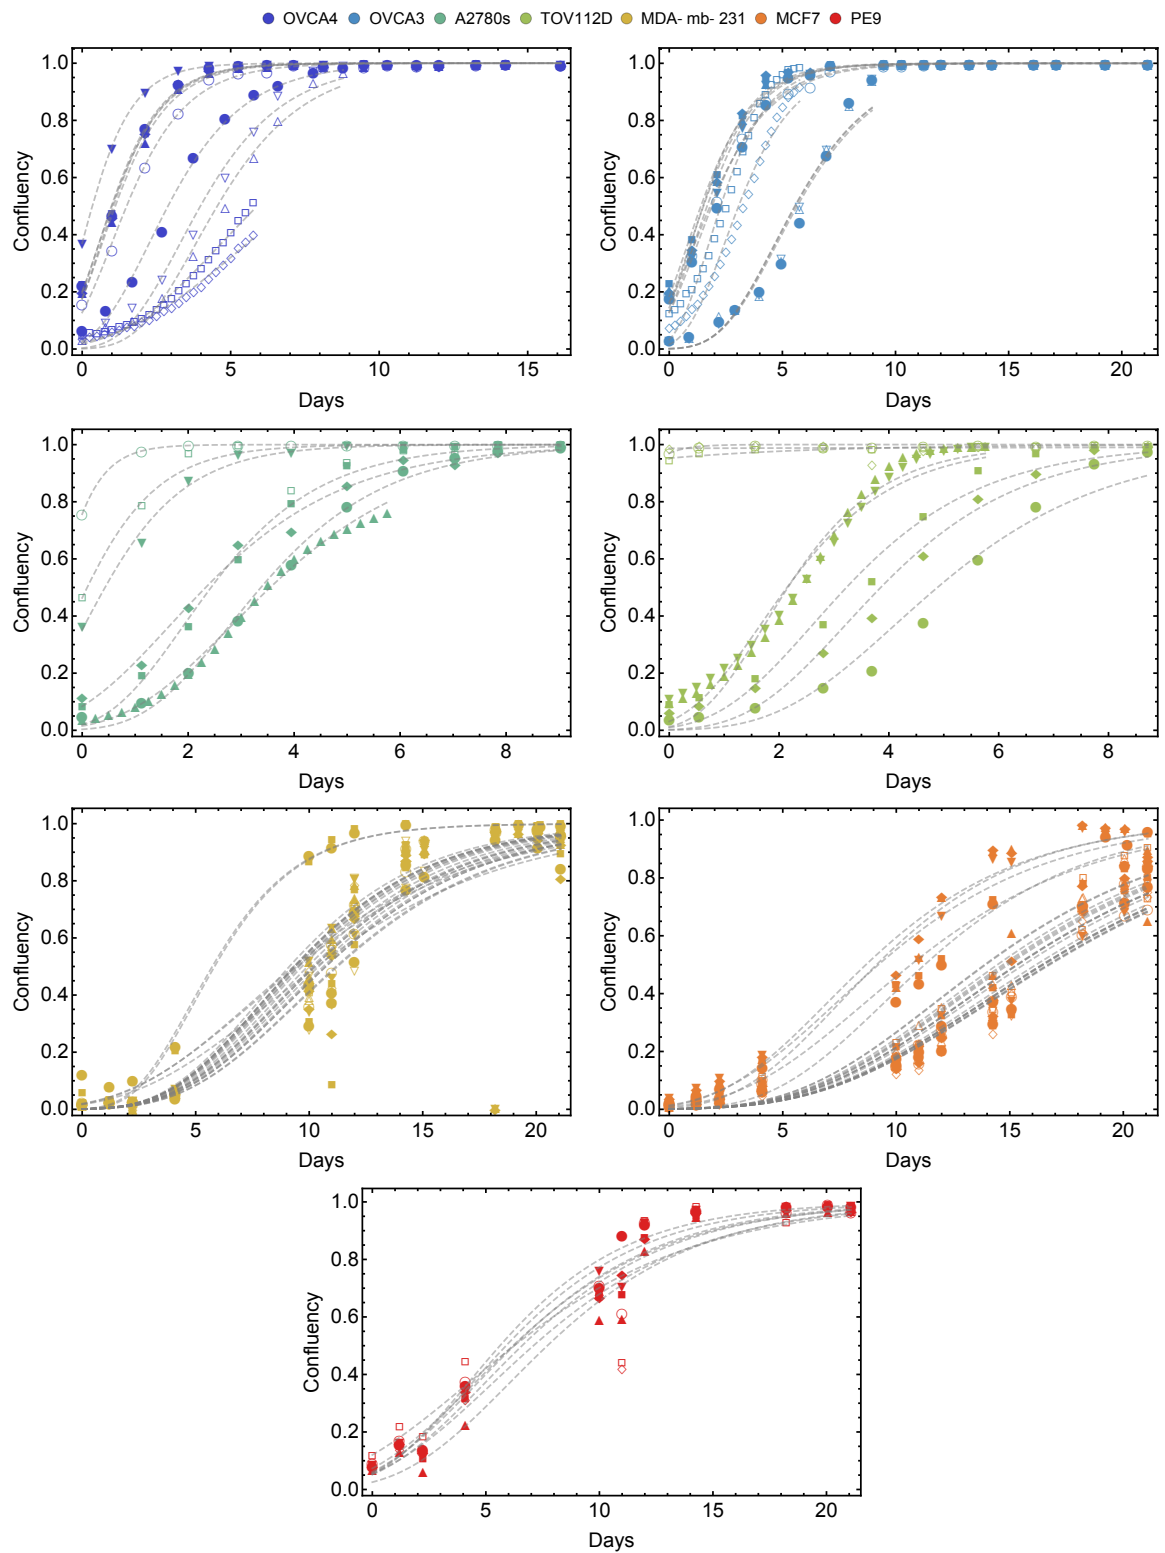 OVCA4 OVCA3 A2780s TOV112D MDA- mb- 231 MCF7 PE9
1.0 1.0
0.8 0.8
0.6 0.6
Confluency Confluency
0.4 0.4
0.2 0.2
0.0 0.0
0 5 10 15 0 5 10 15 20
Days Days
1.0 1.0
0.8 0.8
0.6 0.6
Confluency Confluency
0.4 0.4
0.2 0.2
0.0 0.0
0 2 4 6 8 0 2 4 6 8
Days Days
1.0 1.0
0.8 0.8
0.6 0.6
Confluency Confluency
0.4 0.4
0.2 0.2
0.0 0.0
0 5 10 15 20 0 5 10 15 20
Days Days
1.0
0.8
0.6
Confluency
0.4
0.2
0.0
0 5 10 15 20
Days